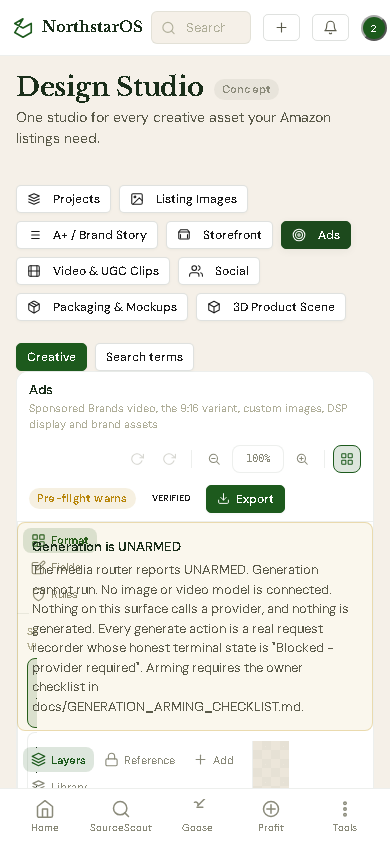 NorthstarOS
Search
2
Design Studio
Concept
One studio for every creative asset your Amazon
listings need.
Projects
Listing Images
A+ / Brand Story
Storefront
Ads
Video & UGC Clips
Social
Packaging & Mockups
3D Product Scene
Creative
Search terms
Ads
Sponsored Brands video, the 9:16 variant, custom images, DSP
display and brand assets
100%
Pre-flight warns
VERIFIED
Export
Format
Generation is UNARMED
The media router reports UNARMED. Generation
cannot run. No image or video model is connected.
Nothing on this surface calls a provider, and nothing is
generated. Every generate action is a real request
recorder whose honest terminal state is "Blocked -
provider required". Arming requires the owner
checklist in
docs/GENERATION_ARMING_CHECKLIST.md.
Layers
Reference
Add
Library
Home
SourceScout
Goose
Profit
Tools